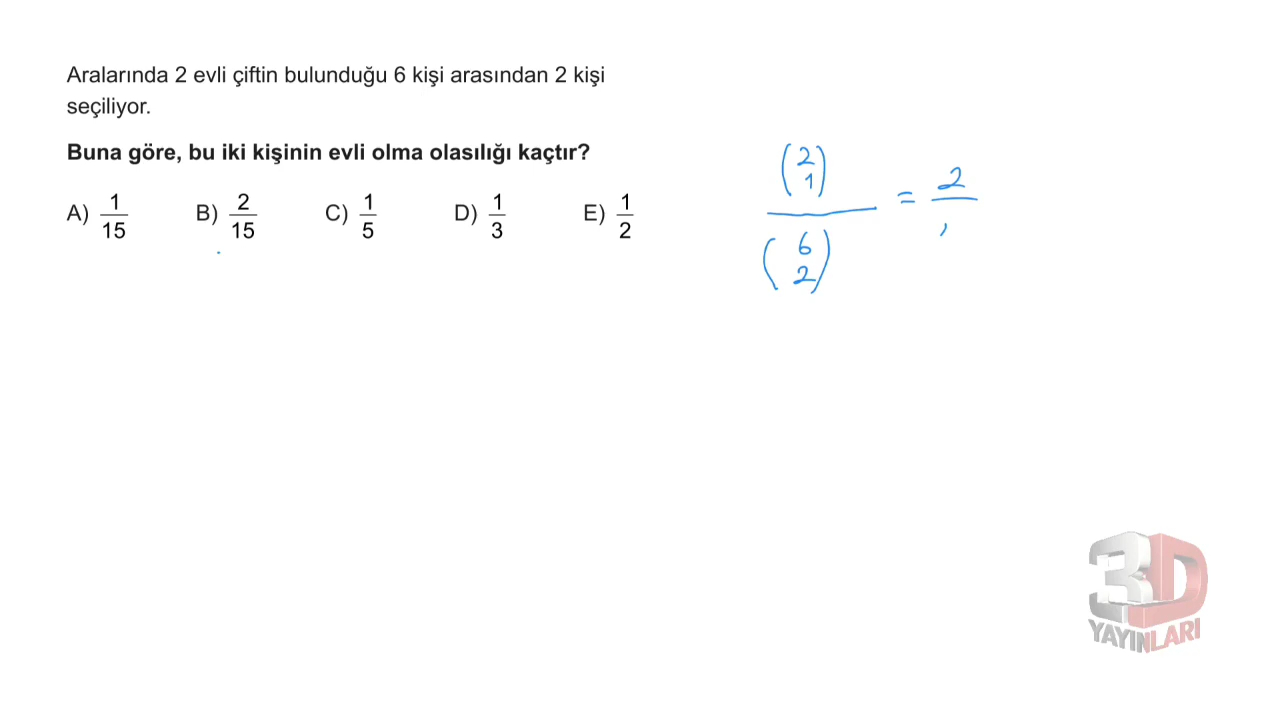 Aralarında 2 evli çiftin bulunduğu 6 kişi arasından 2 kişi
seçiliyor.
Buna göre, bu iki kişinin evli olma olasılığı kaçtır?
A) 1/15 B) 2/15 C) 1/5 D) 1/3 E) 1/2
(2 1) / (6 2) = 2 /
3D
YAYINLARI